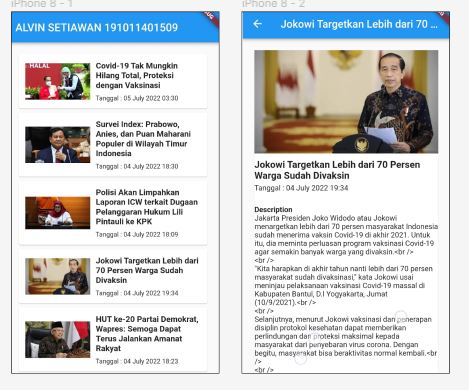 iPhone 8 - 1
ALVIN SETIAWAN 191011401509
HALAL
Covid-19 Tak Mungkin
Hilang Total, Proteksi
dengan Vaksinasi
Tanggal : 05 July 2022 03:30
Survei Index: Prabowo,
Anies, dan Puan Maharani
Populer di Wilayah Timur
Indonesia
Tanggal : 04 July 2022 18:30
Polisi Akan Limpahkan
Laporan ICW terkait Dugaan
Pelanggaran Hukum Lili
Pintauli ke KPK
Tanggal : 04 July 2022 18:09
Jokowi Targetkan Lebih
dari 70 Persen Warga Sudah
Divaksin
Tanggal : 04 July 2022 19:34
HUT ke-20 Partai Demokrat,
Wapres: Semoga Dapat
Terus Jalankan Amanat
Rakyat
Tanggal : 04 July 2022 18:23
iPhone 8 - 2
Jokowi Targetkan Lebih dari 70 ...
Jokowi Targetkan Lebih dari 70 Persen
Warga Sudah Divaksin
Tanggal : 04 July 2022 19:34
Description
Jakarta Presiden Joko Widodo atau Jokowi
menargetkan lebih dari 70 persen masyarakat Indonesia
sudah menerima vaksin Covid-19 di akhir 2021. Untuk
itu, dia meminta perluasan program vaksinasi Covid-19
agar semakin banyak warga yang divaksin.<br />
<br />
"Kita harapkan di akhir tahun nanti lebih dari 70 persen
masyarakat sudah divaksinasi," kata Jokowi usai
meninjau pelaksanaan vaksinasi Covid-19 massal di
Kabupaten Bantul, D.I Yogyakarta, Jumat
(10/9/2021).<br />
<br />
Selanjutnya, menurut Jokowi vaksinasi dan penerapan
disiplin protokol kesehatan dapat memberikan
perlindungan dan proteksi maksimal kepada
masyarakat dari penyebaran virus corona. Dengan
begitu, masyarakat bisa beraktivitas normal kembali.<br
/>
<br />